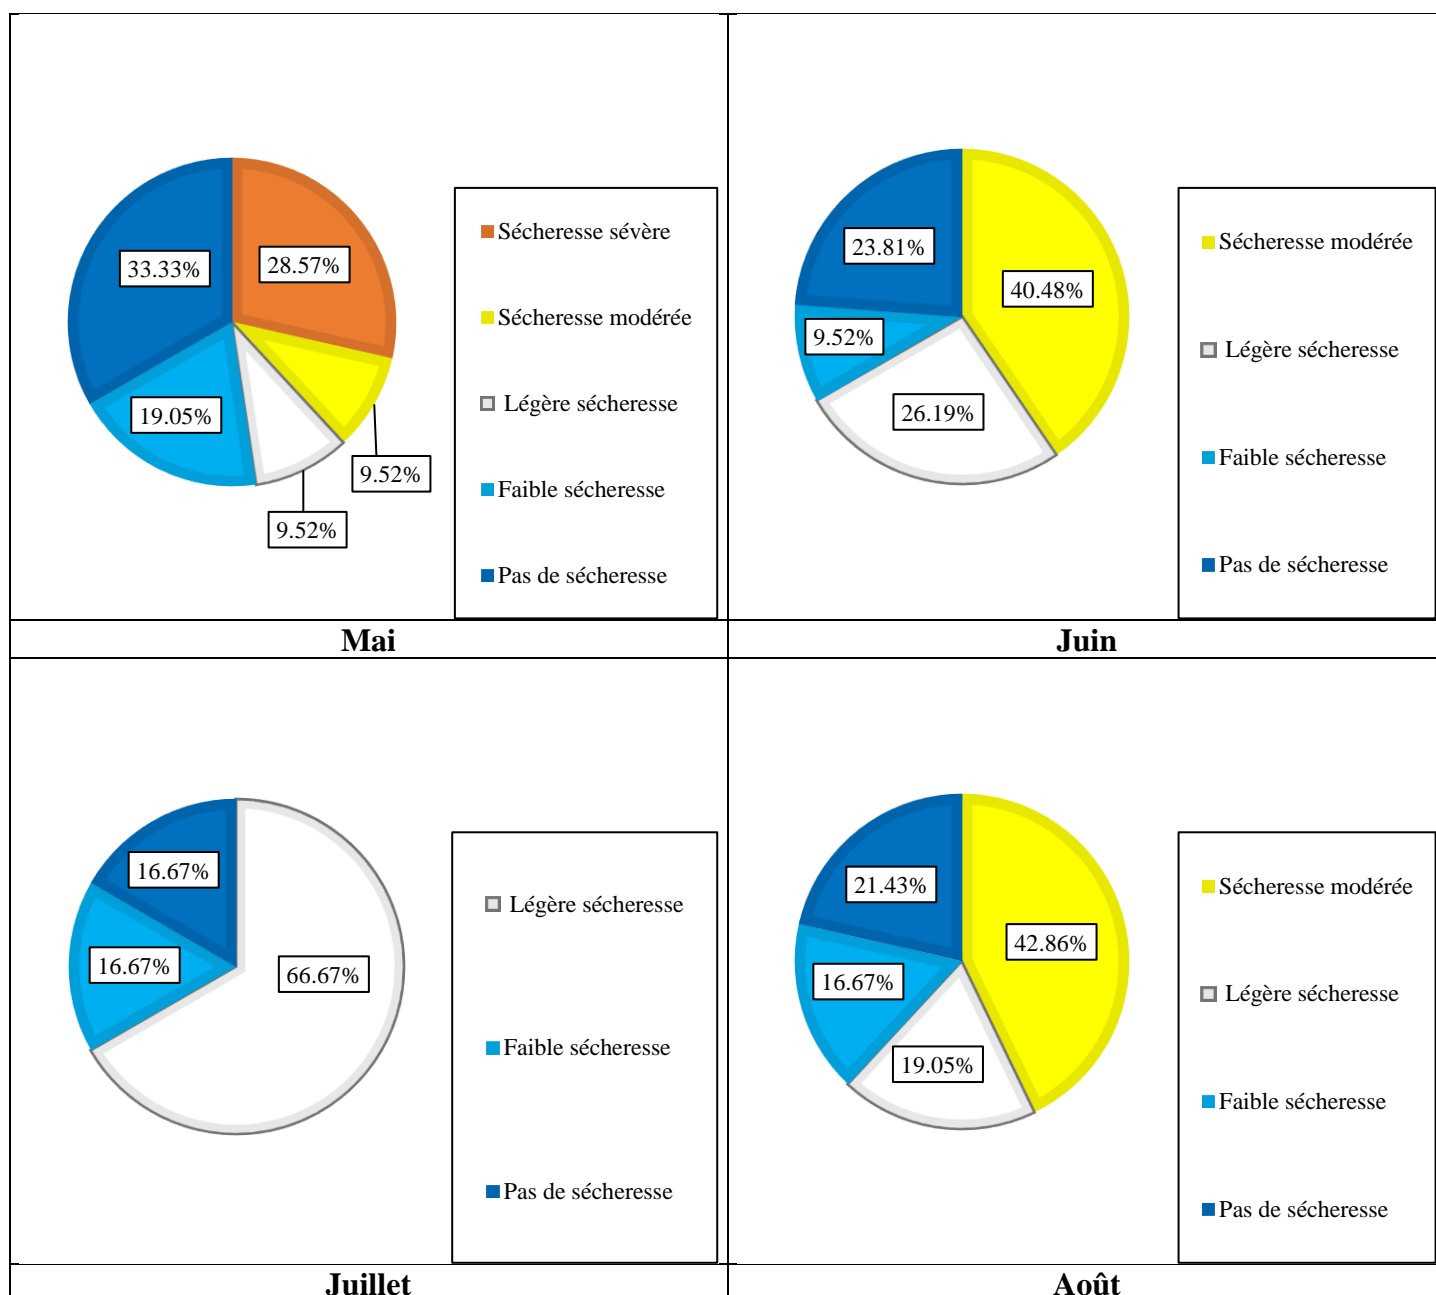 33.33%
28.57%
19.05%
9.52%
9.52%
Sécheresse sévère
Sécheresse modérée
Légère sécheresse
Faible sécheresse
Pas de sécheresse
Mai
23.81%
40.48%
9.52%
26.19%
Sécheresse modérée
Légère sécheresse
Faible sécheresse
Pas de sécheresse
Juin
16.67%
16.67%
66.67%
Légère sécheresse
Faible sécheresse
Pas de sécheresse
Juillet
21.43%
42.86%
16.67%
19.05%
Sécheresse modérée
Légère sécheresse
Faible sécheresse
Pas de sécheresse
Août